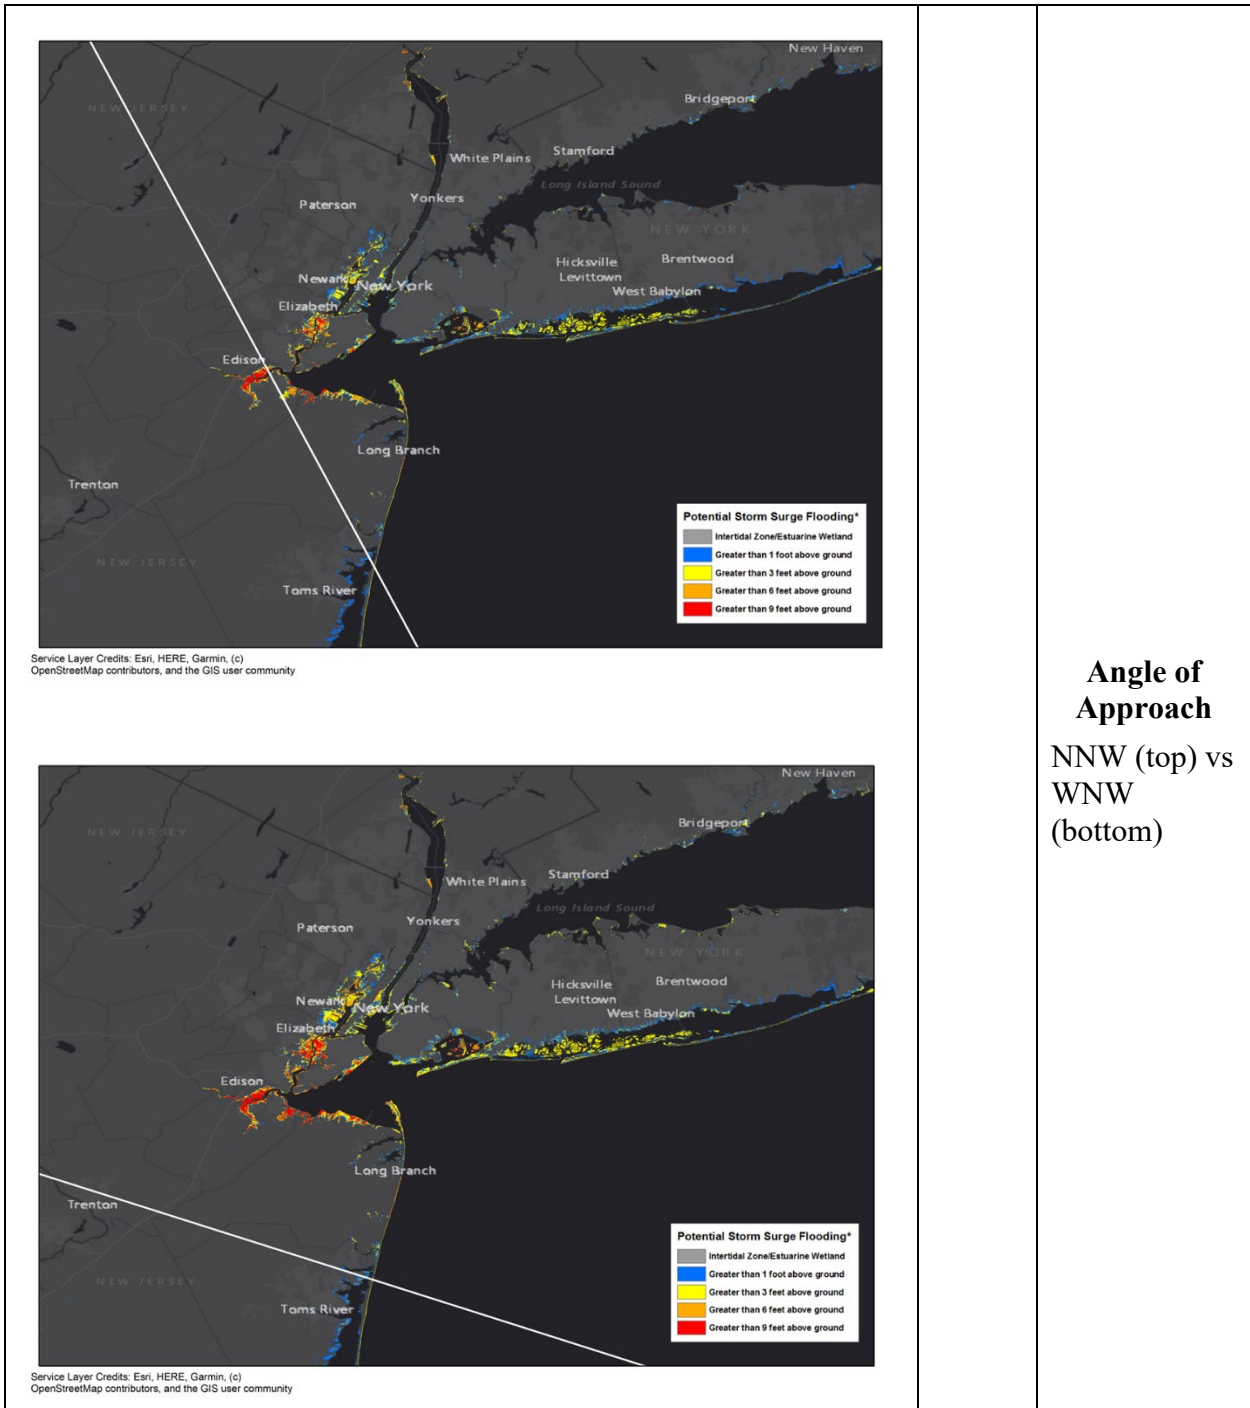 New Haven
NEW JERSEY
Bridgeport
Stamford
White Plains
Long Island Sound
Yonkers
Paterson
NEW YORK
Hicksville
Brentwood
Levittown
Newark
New York
West Babylon
Elizabeth
Edison
Long Branch
Trenton
NEW JERSEY
Toms River
Potential Storm Surge Flooding*
Intertidal Zone/Estuarine Wetland
Greater than 1 foot above ground
Greater than 3 feet above ground
Greater than 6 feet above ground
Greater than 9 feet above ground
Service Layer Credits: Esri, HERE, Garmin, (c)
OpenStreetMap contributors, and the GIS user community
New Haven
NEW JERSEY
Bridgeport
Stamford
White Plains
Long Island Sound
Yonkers
Paterson
NEW YORK
Hicksville
Brentwood
Levittown
Newark
New York
West Babylon
Elizabeth
Edison
Long Branch
Trenton
NEW JERSEY
Toms River
Potential Storm Surge Flooding*
Intertidal Zone/Estuarine Wetland
Greater than 1 foot above ground
Greater than 3 feet above ground
Greater than 6 feet above ground
Greater than 9 feet above ground
Service Layer Credits: Esri, HERE, Garmin, (c)
OpenStreetMap contributors, and the GIS user community
Angle of
Approach
NNW (top) vs
WNW
(bottom)